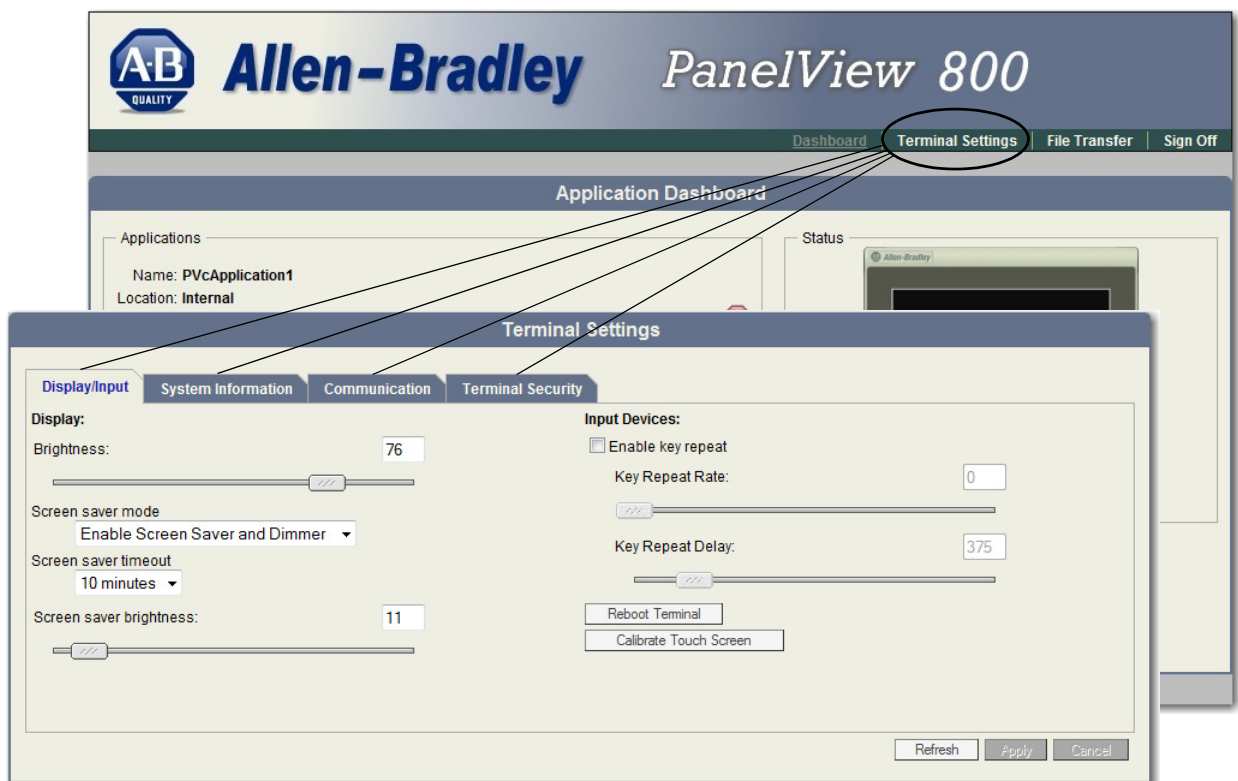 A·B
QUALITY
Allen-Bradley
PanelView 800
Dashboard
Terminal Settings
File Transfer
Sign Off
Application Dashboard
Applications
Name: PVcApplication1
Location: Internal
Status
Allen-Bradley
Terminal Settings
Display/Input
System Information
Communication
Terminal Security
Display:
Brightness:
76
Screen saver mode
Enable Screen Saver and Dimmer
Screen saver timeout
10 minutes
Screen saver brightness:
11
Input Devices:
Enable key repeat
Key Repeat Rate:
0
Key Repeat Delay:
375
Reboot Terminal
Calibrate Touch Screen
Refresh
Apply
Cancel